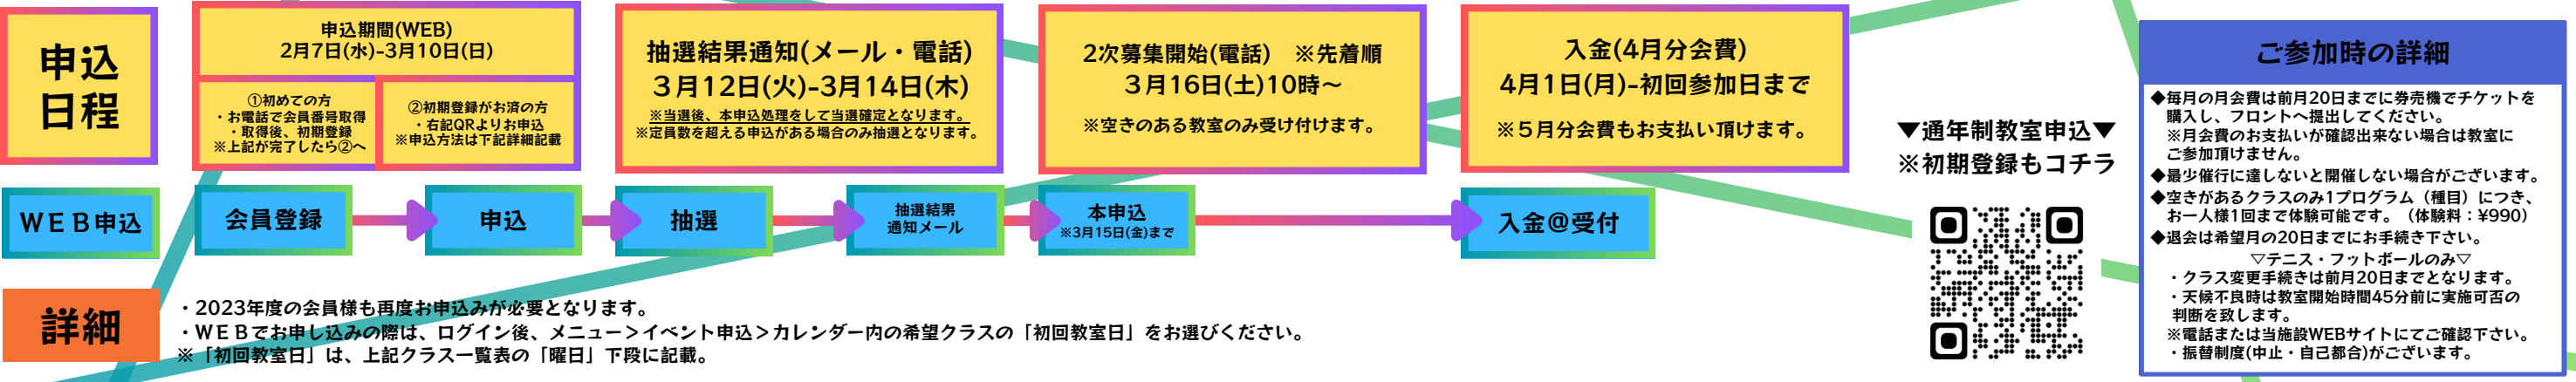 申込
日程
申込期間(WEB)
2月7日(水)-3月10日(日)
①初めての方
・お電話で会員番号取得
・取得後、初期登録
※上記が完了したら②へ
②初期登録がお済の方
・右記QRよりお申込
※申込方法は下記詳細記載
抽選結果通知(メール・電話)
３月12日(火)-3月14日(木)
※当選後、本申込処理をして当選確定となります。
※定員数を超える申込がある場合のみ抽選となります。
2次募集開始(電話)　※先着順
３月16日(土)10時～
※空きのある教室のみ受け付けます。
入金(4月分会費)
4月1日(月)-初回参加日まで
※５月分会費もお支払い頂けます。
ＷＥＢ申込
会員登録
申込
抽選
抽選結果
通知メール
本申込
※3月15日(金)まで
入金＠受付
詳細
・2023年度の会員様も再度お申込みが必要となります。
・ＷＥＢでお申し込みの際は、ログイン後、メニュー＞イベント申込＞カレンダー内の希望クラスの「初回教室日」をお選びください。
※「初回教室日」は、上記クラス一覧表の「曜日」下段に記載。
▼通年制教室申込▼
※初期登録もコチラ
ご参加時の詳細
◆毎月の月会費は前月20日までに券売機でチケットを
購入し、フロントへ提出してください。
※月会費のお支払いが確認出来ない場合は教室に
ご参加頂けません。
◆最少催行に達しないと開催しない場合がございます。
◆空きがあるクラスのみ1プログラム（種目）につき、
お一人様1回まで体験可能です。（体験料：¥990）
◆退会は希望月の20日までにお手続き下さい。
▽テニス・フットボールのみ▽
・クラス変更手続きは前月20日までとなります。
・天候不良時は教室開始時間45分前に実施可否の
判断を致します。
※電話または当施設WEBサイトにてご確認下さい。
・振替制度(中止・自己都合)がございます。